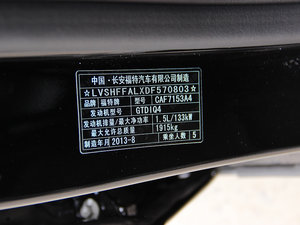 中国·长安福特汽车有限公司制造
☆LVSHFFALXDF570803☆
品牌 福特牌 型号 CAF7153A4
发动机型号 GTDIQ4
发动机排量/最大净功率 1.5L/133kW
最大允许总质量 1915kg
制造年月 2013-8 乘坐人数 5